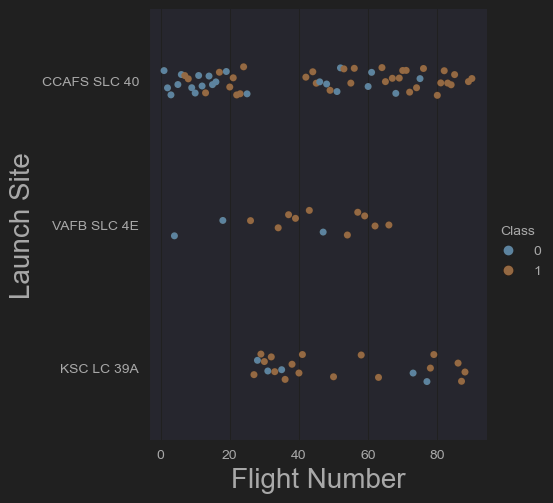 CCAFS SLC 40
VAFB SLC 4E
KSC LC 39A
Launch Site
0 20 40 60 80
Flight Number
Class
0
1